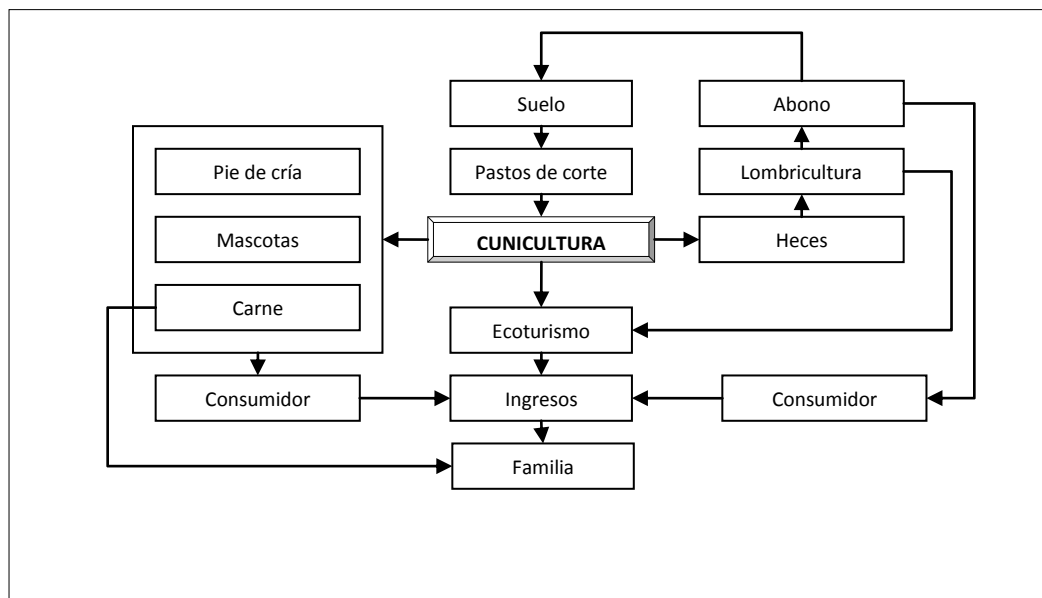 Suelo
Abono
Pie de cría
Pastos de corte
Lombricultura
Mascotas
CUNICULTURA
Heces
Carne
Ecoturismo
Consumidor
Ingresos
Consumidor
Familia